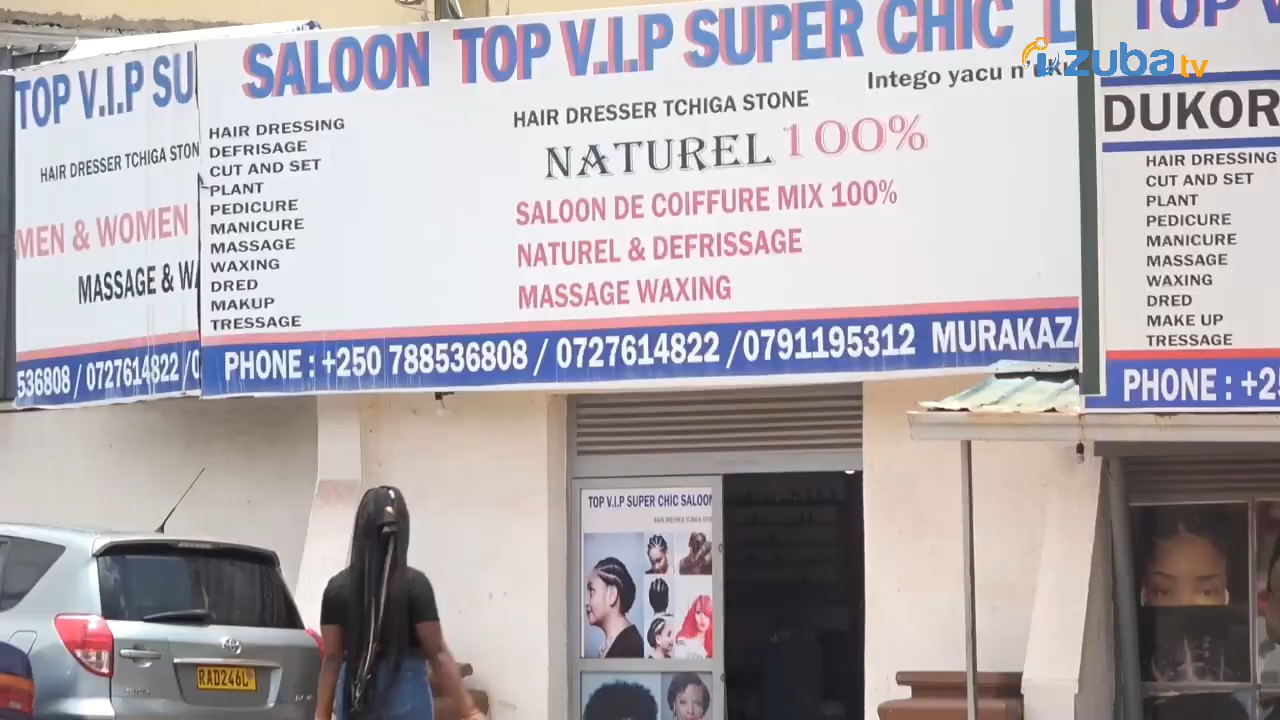 TOP V.I.P SU
HAIR DRESSER TCHIGA STON
MEN & WOMEN
MASSAGE & WA
536808 / 0727614822 /0
SALOON TOP V.I.P SUPER CHIC L
Intego yacu n'
HAIR DRESSER TCHIGA STONE
NATUREL 100%
SALOON DE COIFFURE MIX 100%
NATUREL & DEFRISSAGE
MASSAGE WAXING
HAIR DRESSING
DEFRISAGE
CUT AND SET
PLANT
PEDICURE
MANICURE
MASSAGE
WAXING
DRED
MAKUP
TRESSAGE
PHONE : +250 788536808 / 0727614822 /0791195312 MURAKAZA
TOP V
DUKOR
HAIR DRESSING
CUT AND SET
PLANT
PEDICURE
MANICURE
MASSAGE
WAXING
DRED
MAKE UP
TRESSAGE
PHONE : +25
izuba tv
TOP V.I.P SUPER CHIC SALOON
HAIR DRESSER TCHIGA STON
RAD246L